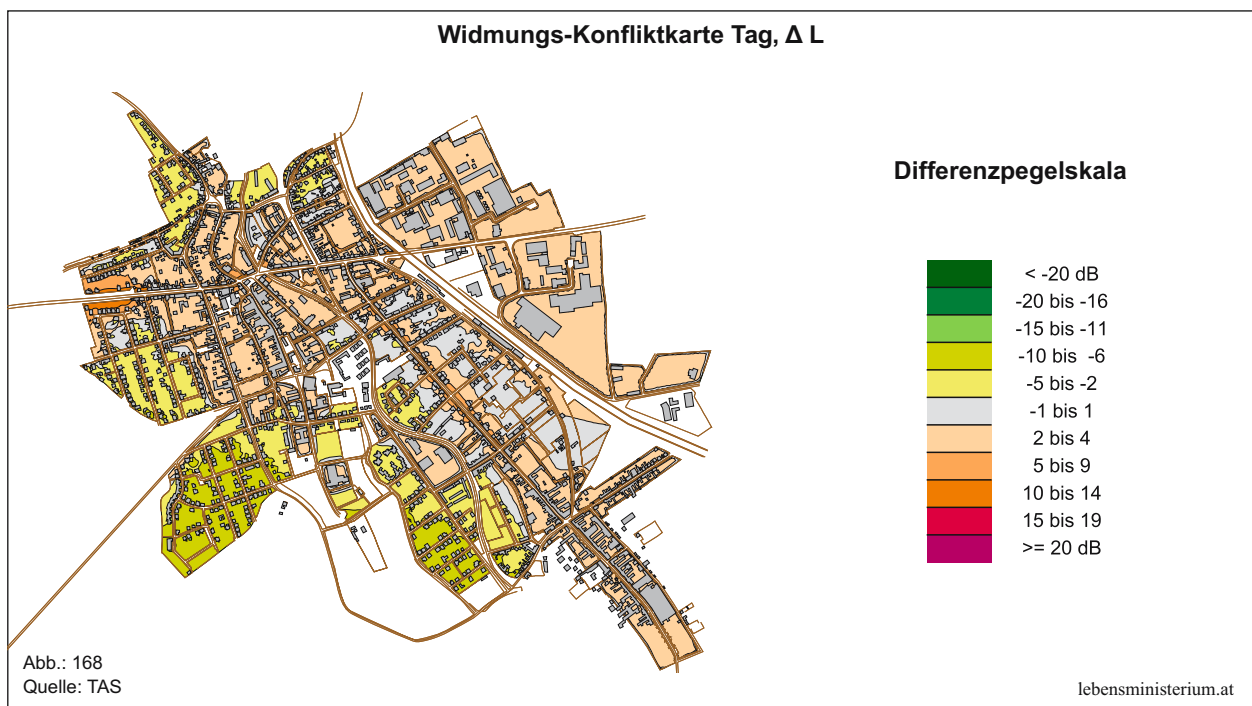 Widmungs-Konfliktkarte Tag, Δ L
Differenzpegelskala
< -20 dB
-20 bis -16
-15 bis -11
-10 bis -6
-5 bis -2
-1 bis 1
2 bis 4
5 bis 9
10 bis 14
15 bis 19
>= 20 dB
Abb.: 168
Quelle: TAS
lebensministerium.at